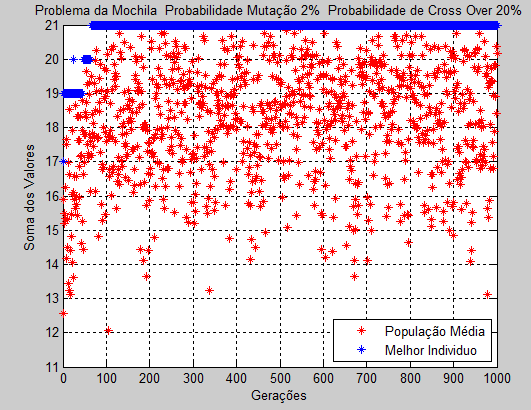 Problema da Mochila Probabilidade Mutação 2% Probabilidade de Cross Over 20%
Soma dos Valores
21
20
19
18
17
16
15
14
13
12
11
0 100 200 300 400 500 600 700 800 900 1000
Gerações
População Média
Melhor Individuo